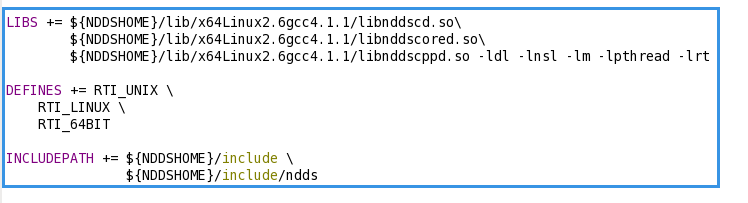 LIBS += ${NDDSHOME}/lib/x64Linux2.6gcc4.1.1/libnddscd.so\
${NDDSHOME}/lib/x64Linux2.6gcc4.1.1/libnddscored.so\
${NDDSHOME}/lib/x64Linux2.6gcc4.1.1/libnddscppd.so -ldl -lnsl -lm -lpthread -lrt
DEFINES += RTI_UNIX \
RTI_LINUX \
RTI_64BIT
INCLUDEPATH += ${NDDSHOME}/include \
${NDDSHOME}/include/ndds